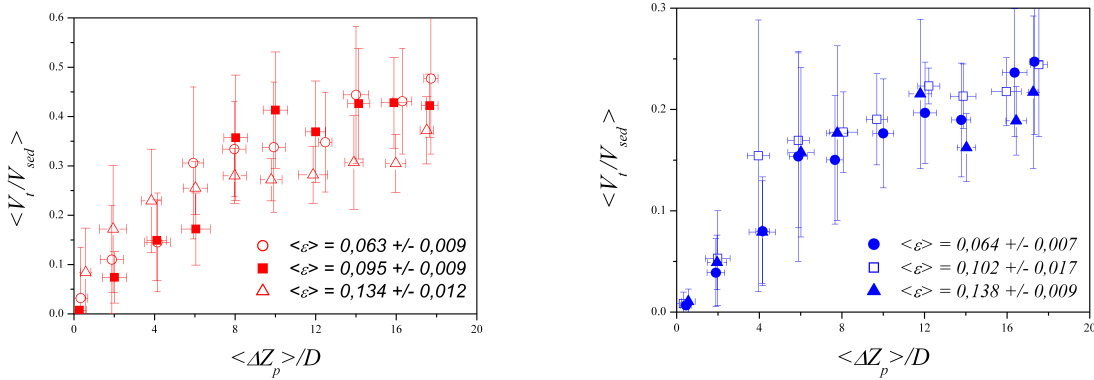 0.6
0.5
0.4
0.3
0.2
0.1
0.0
0 4 8 12 16 20
<V_t/V_sed>
<ΔZ_p>/D
<ε> = 0,063 +/- 0,009
<ε> = 0,095 +/- 0,009
<ε> = 0,134 +/- 0,012
0.3
0.2
0.1
0.0
0 4 8 12 16 20
<V_t/V_sed>
<ΔZ_p>/D
<ε> = 0,064 +/- 0,007
<ε> = 0,102 +/- 0,017
<ε> = 0,138 +/- 0,009